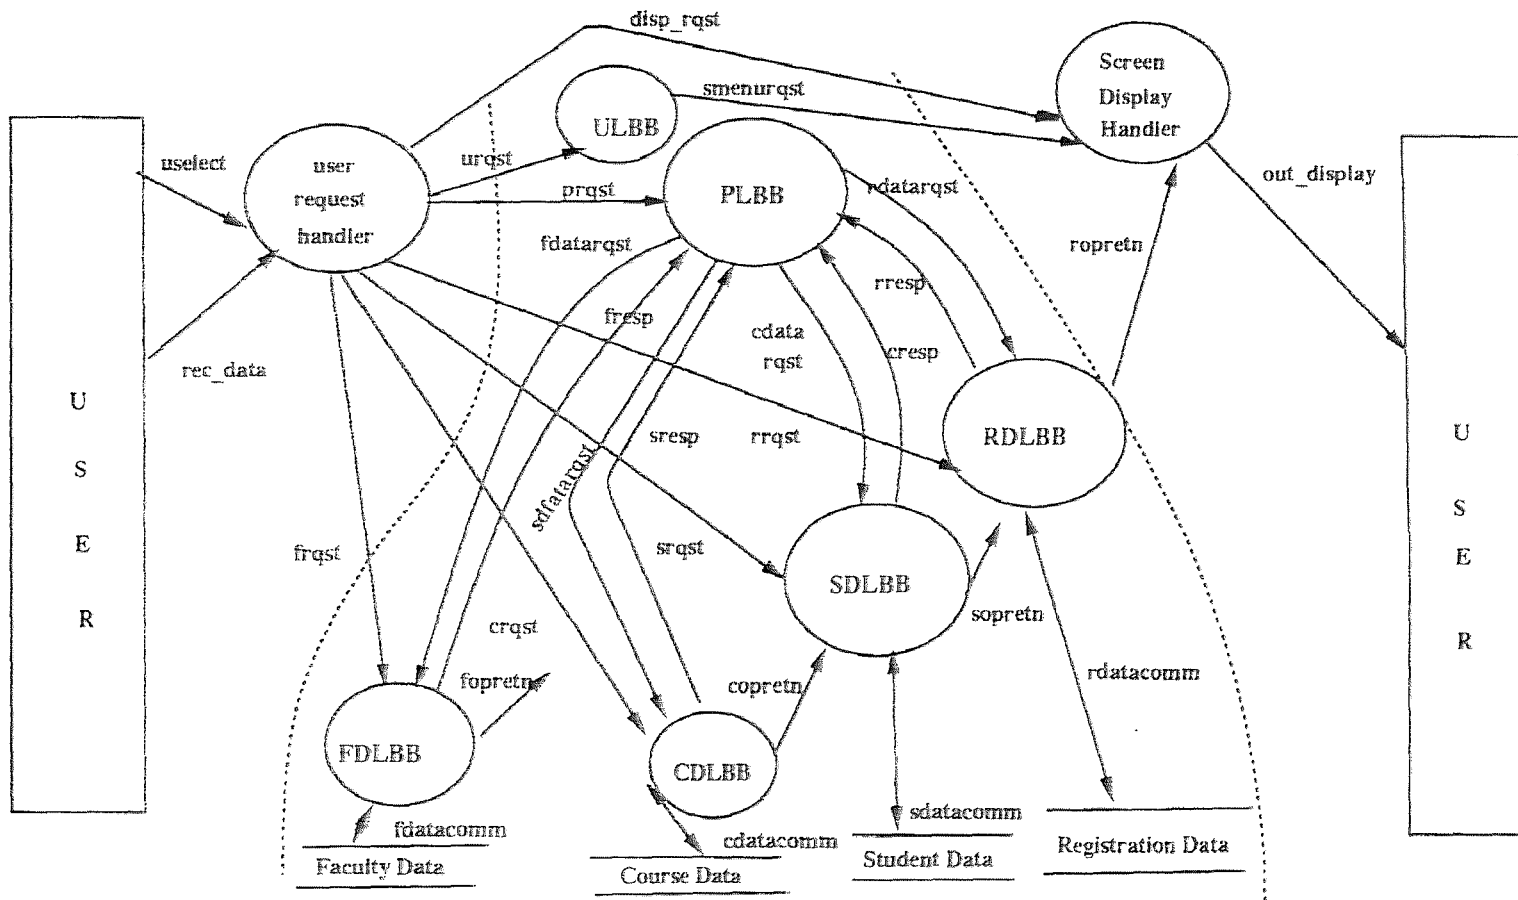 disp_rqst
Screen
Display
Handler
smenurqst
ULBB
uselect
user
request
handler
urqst
prqst
PLBB
rdatarqst
out_display
fdatarqst
ropretn
rresp
fresp
cdata
rqst
cresp
rec_data
U
S
E
R
sresp
rrqst
RDLBB
U
S
E
R
sdfatarqst
frqst
srqst
SDLBB
sopretn
crqst
fopretn
copretn
rdatacomm
FDLBB
CDLBB
fdatacomm
cdatacomm
sdatacomm
Faculty Data
Course Data
Student Data
Registration Data